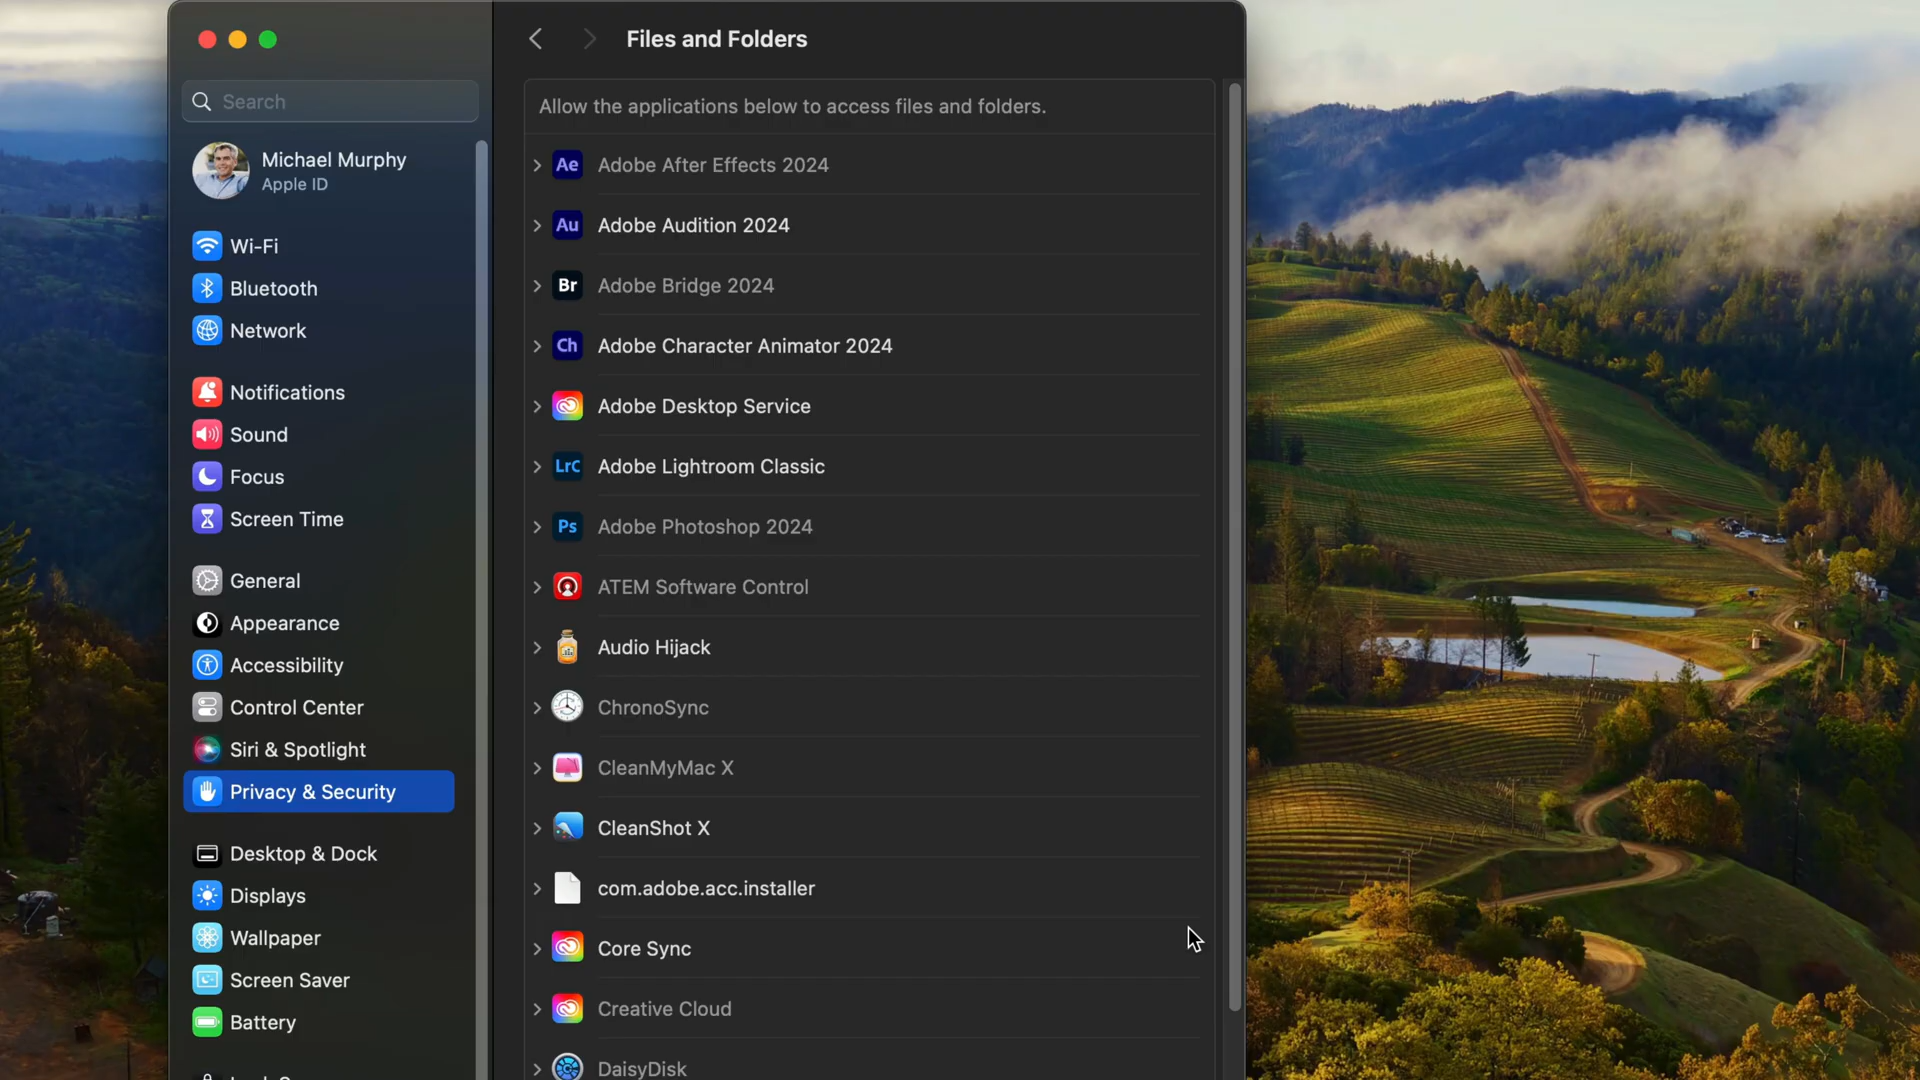 Files and Folders
Search
Michael Murphy
Apple ID
Wi-Fi
Bluetooth
Network
Notifications
Sound
Focus
Screen Time
General
Appearance
Accessibility
Control Center
Siri & Spotlight
Privacy & Security
Desktop & Dock
Displays
Wallpaper
Screen Saver
Battery
Allow the applications below to access files and folders.
Ae Adobe After Effects 2024
Au Adobe Audition 2024
Br Adobe Bridge 2024
Ch Adobe Character Animator 2024
Adobe Desktop Service
LrC Adobe Lightroom Classic
Ps Adobe Photoshop 2024
ATEM Software Control
Audio Hijack
ChronoSync
CleanMyMac X
CleanShot X
com.adobe.acc.installer
Core Sync
Creative Cloud
DaisyDisk